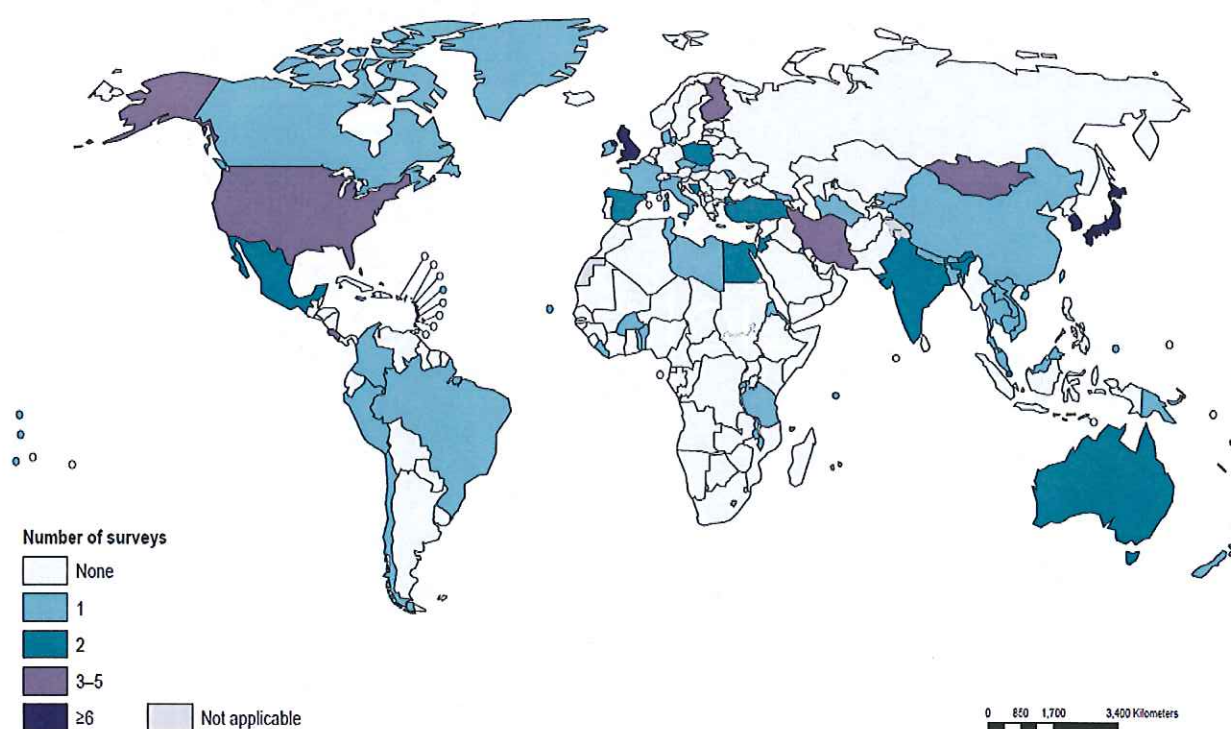 Number of surveys
None
1
2
3–5
≥6
Not applicable
0 850 1,700 3,400 Kilometers